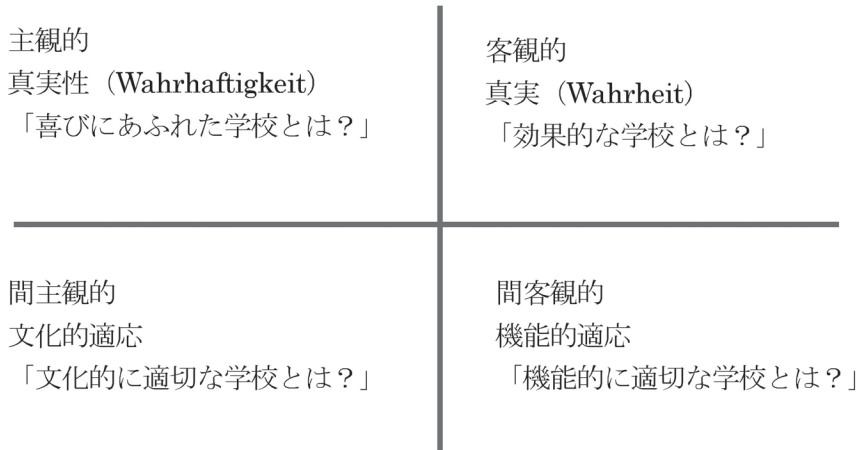 主観的
真実性（Wahrhaftigkeit）
「喜びにあふれた学校とは？」
客観的
真実（Wahrheit）
「効果的な学校とは？」
間主観的
文化的適応
「文化的に適切な学校とは？」
間客観的
機能的適応
「機能的に適切な学校とは？」